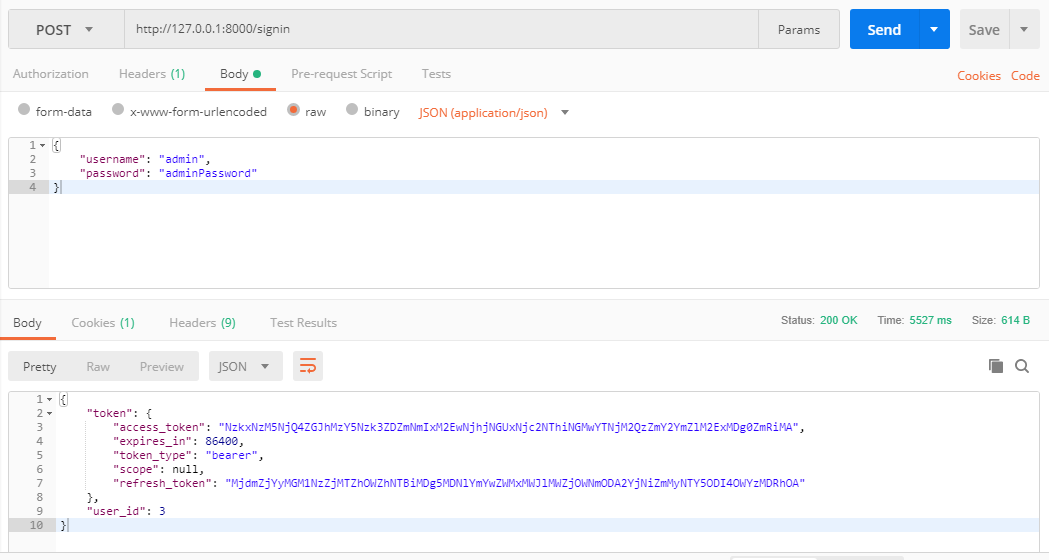 POST http://127.0.0.1:8000/signin Params Send Save
Authorization Headers (1) Body Pre-request Script Tests Cookies Code
form-data x-www-form-urlencoded raw binary JSON (application/json)
1 {
2 "username": "admin",
3 "password": "adminPassword"
4 }
Body Cookies (1) Headers (9) Test Results Status: 200 OK Time: 5527 ms Size: 614 B
Pretty Raw Preview JSON
1 {
2 "token": {
3 "access_token": "NzkxNzM5NjQ4ZGJhMzY5Nzk3ZDZmNmIxM2EwNjhjNGUxNjc2NThiNGMwYTNjM2QzZmY2YmZlM2ExMDg0ZmRiMA",
4 "expires_in": 86400,
5 "token_type": "bearer",
6 "scope": null,
7 "refresh_token": "MjdmZjYyMGM1NzZjMTZhOWZhNTBiMDg5MDNlYmYwZWMxMWJlMWZjOWNmODA2YjNiZmMyNTY5ODI4OWYzMDRhOA"
8 },
9 "user_id": 3
10 }